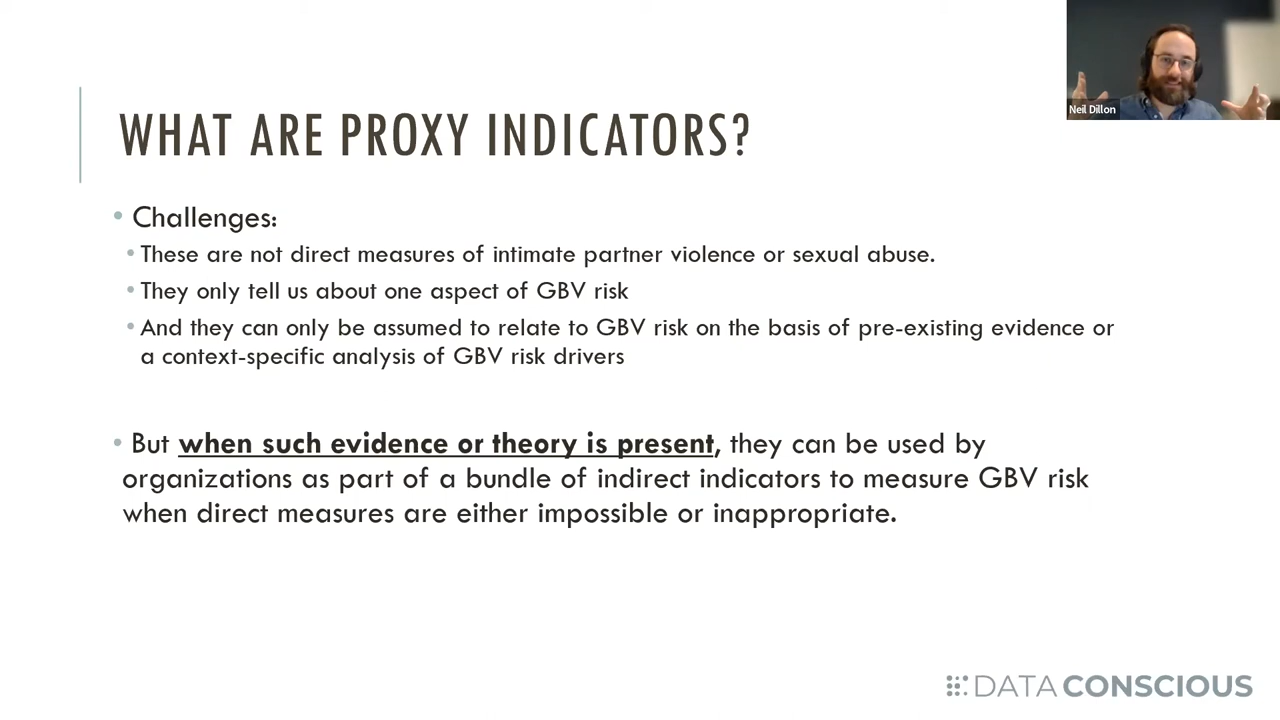 Neil Dillon
WHAT ARE PROXY INDICATORS?
• Challenges:
• These are not direct measures of intimate partner violence or sexual abuse.
• They only tell us about one aspect of GBV risk
• And they can only be assumed to relate to GBV risk on the basis of pre-existing evidence or
a context-specific analysis of GBV risk drivers
• But when such evidence or theory is present, they can be used by
organizations as part of a bundle of indirect indicators to measure GBV risk
when direct measures are either impossible or inappropriate.
DATA CONSCIOUS